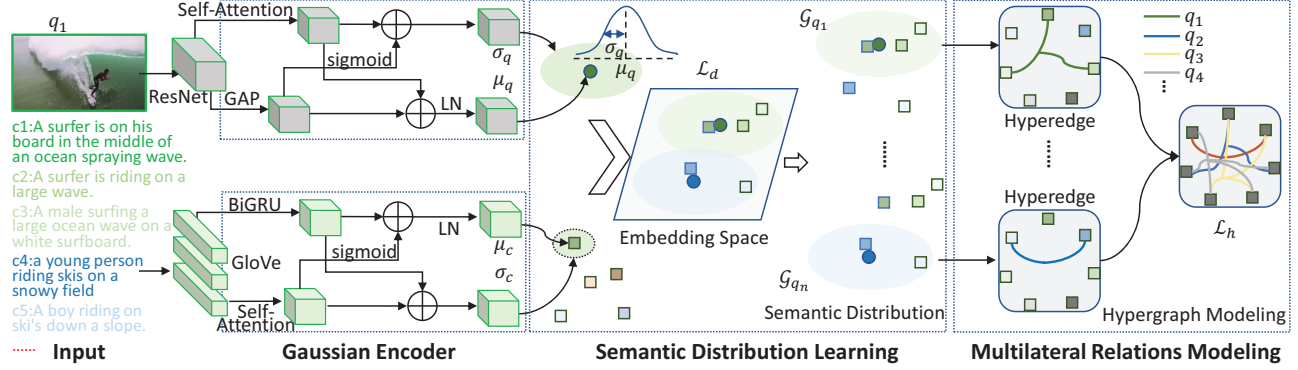 q1
Self-Attention
sigmoid
ResNet
GAP
LN
σq
μq
c1:A surfer is on his
board in the middle of
an ocean spraying wave.
c2:A surfer is riding on a
large wave.
c3:A male surfing a
large ocean wave on a
white surfboard.
c4:a young person
riding skis on a
snowy field
c5:A boy riding on
ski's down a slope.
Input
BiGRU
GloVe
Self-
Attention
sigmoid
LN
μc
σc
Gaussian Encoder
σq
μq
ℒd
Embedding Space
𝒢q1
𝒢qn
Semantic Distribution
Semantic Distribution Learning
Hyperedge
Hyperedge
q1
q2
q3
q4
ℒh
Hypergraph Modeling
Multilateral Relations Modeling